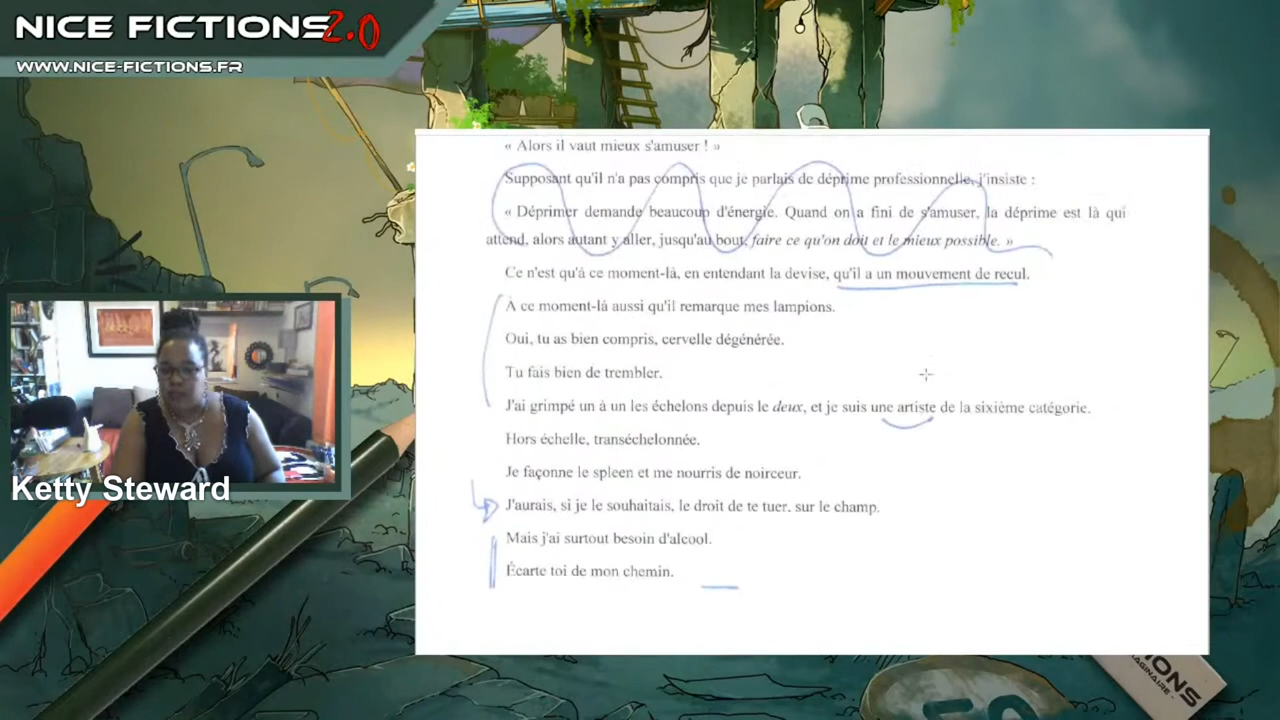 NICE FICTIONS 2.0
WWW.NICE-FICTIONS.FR
« Alors il vaut mieux s'amuser ! »
Supposant qu'il n'a pas compris que je parlais de déprime professionnelle, j'insiste :
« Déprimer demande beaucoup d'énergie. Quand on a fini de s'amuser, la déprime est là qui
attend, alors autant y aller, jusqu'au bout, faire ce qu'on doit et le mieux possible. »
Ce n'est qu'à ce moment-là, en entendant la devise, qu'il a un mouvement de recul.
À ce moment-là aussi qu'il remarque mes lampions.
Oui, tu as bien compris, cervelle dégénérée.
Tu fais bien de trembler.
J'ai grimpé un à un les échelons depuis le deux, et je suis une artiste de la sixième catégorie.
Hors échelle, transéchelonnée.
Je façonne le spleen et me nourris de noirceur.
J'aurais, si je le souhaitais, le droit de te tuer. sur le champ.
Mais j'ai surtout besoin d'alcool.
Écarte toi de mon chemin.
Ketty Steward